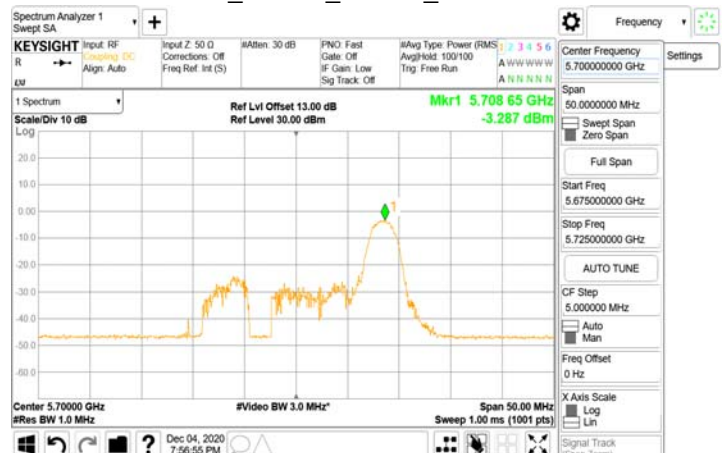 Spectrum Analyzer 1
Swept SA
KEYSIGHT
R
LXI
Input: RF
Coupling: DC
Align: Auto
Input Z: 50 Ω
Corrections: Off
Freq Ref: Int (S)
#Atten: 30 dB
PNO: Fast
Gate: Off
IF Gain: Low
Sig Track: Off
#Avg Type: Power (RMS
Avg|Hold: 100/100
Trig: Free Run
1 2 3 4 5 6
A W W W W W
A N N N N N
1 Spectrum
Scale/Div 10 dB
Log
Ref Lvl Offset 13.00 dB
Ref Level 30.00 dBm
Mkr1 5.708 65 GHz
-3.287 dBm
20.0
10.0
0.00
-10.0
-20.0
-30.0
-40.0
-60.0
1
Center 5.70000 GHz
#Res BW 1.0 MHz
#Video BW 3.0 MHz*
Span 50.00 MHz
Sweep 1.00 ms (1001 pts)
Dec 04, 2020
7:56:55 PM
Frequency
Settings
Center Frequency
5.700000000 GHz
Span
50.0000000 MHz
Swept Span
Zero Span
Full Span
Start Freq
5.675000000 GHz
Stop Freq
5.725000000 GHz
AUTO TUNE
CF Step
5.000000 MHz
Auto
Man
Freq Offset
0 Hz
X Axis Scale
Log
Lin
Signal Track